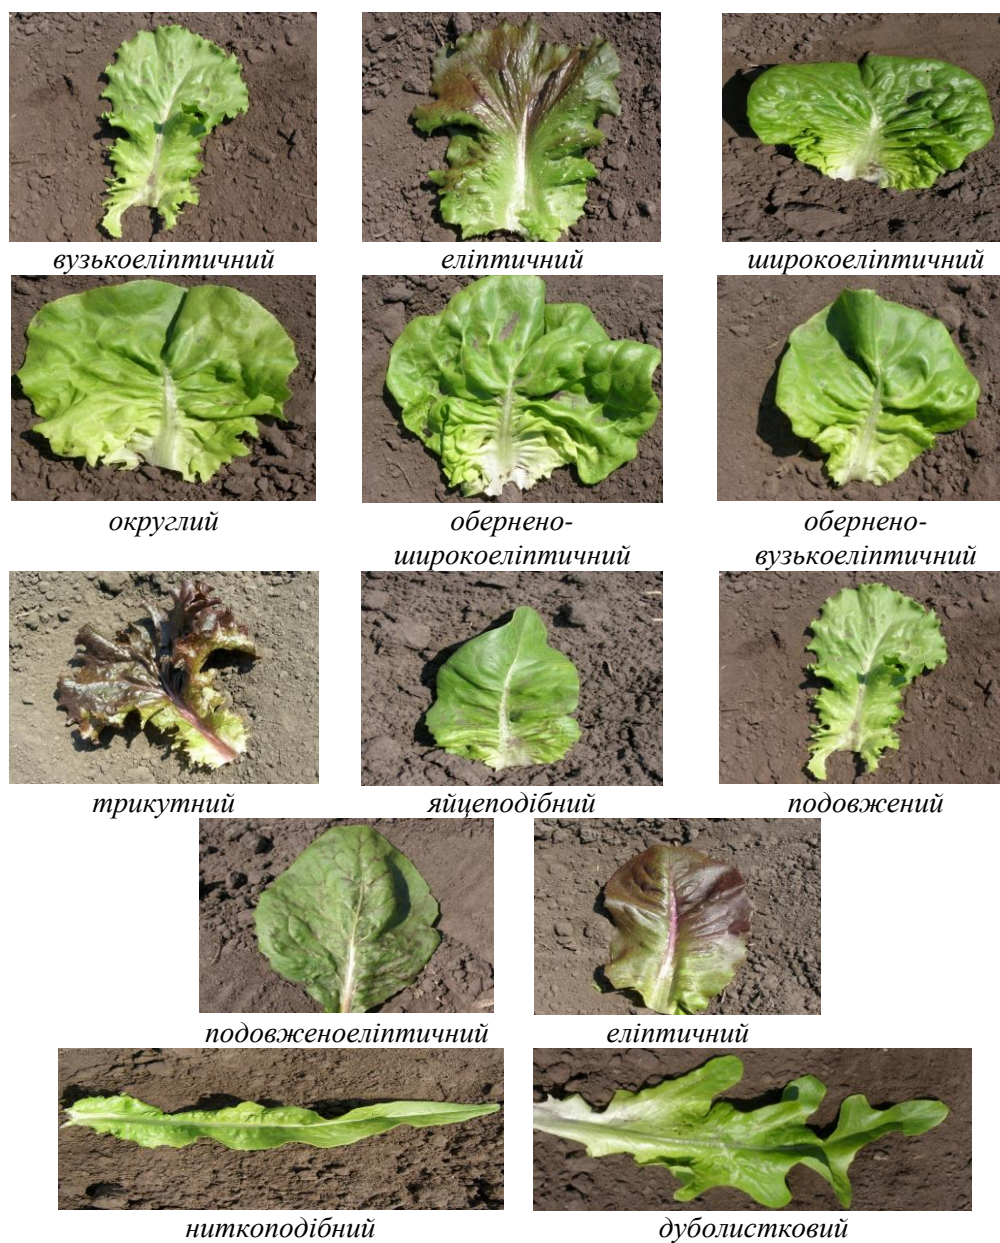 вузькоеліптичний
еліптичний
широкоеліптичний
округлий
обернено-
широкоеліптичний
обернено-
вузькоеліптичний
трикутний
яйцеподібний
подовжений
подовженоеліптичний
еліптичний
ниткоподібний
дуболистковий